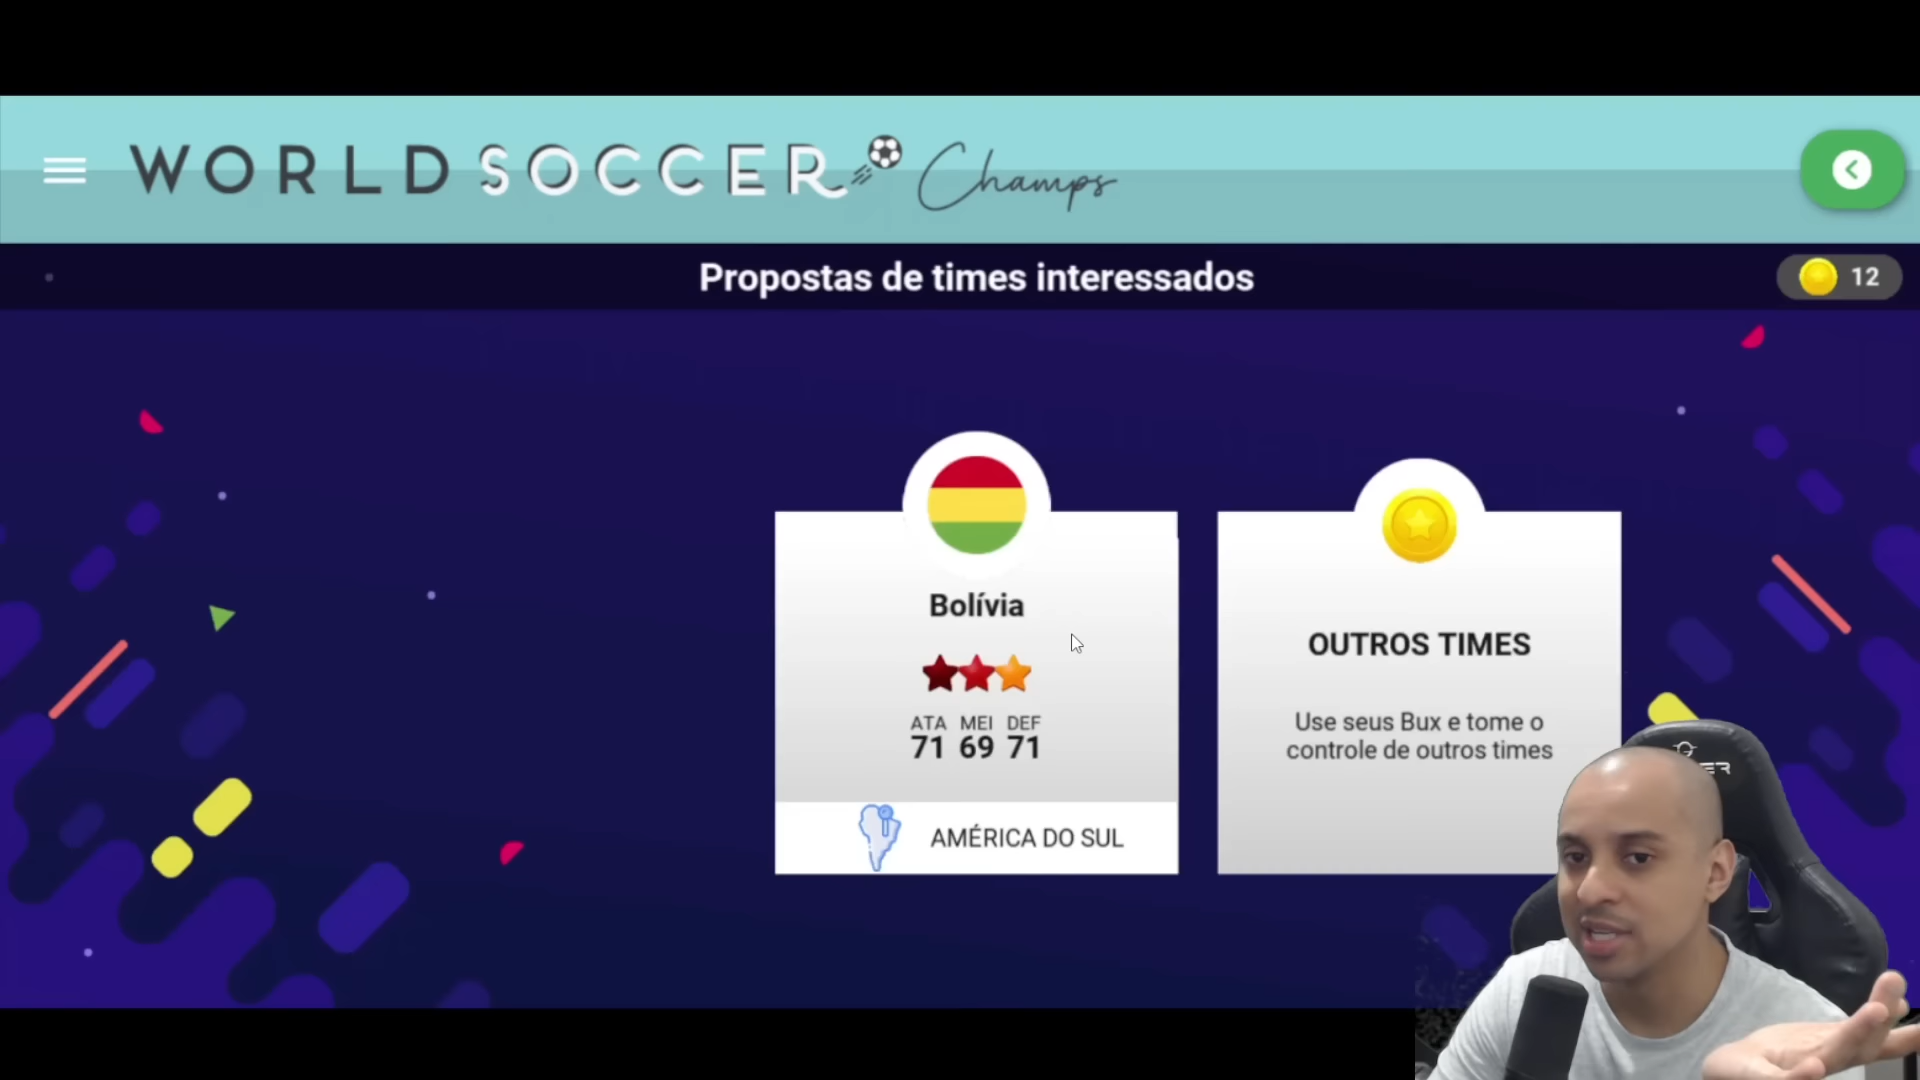 WORLD SOCCER Champs
Propostas de times interessados
12
Bolívia
ATA MEI DEF
71 69 71
AMÉRICA DO SUL
OUTROS TIMES
Use seus Bux e tome o
controle de outros times